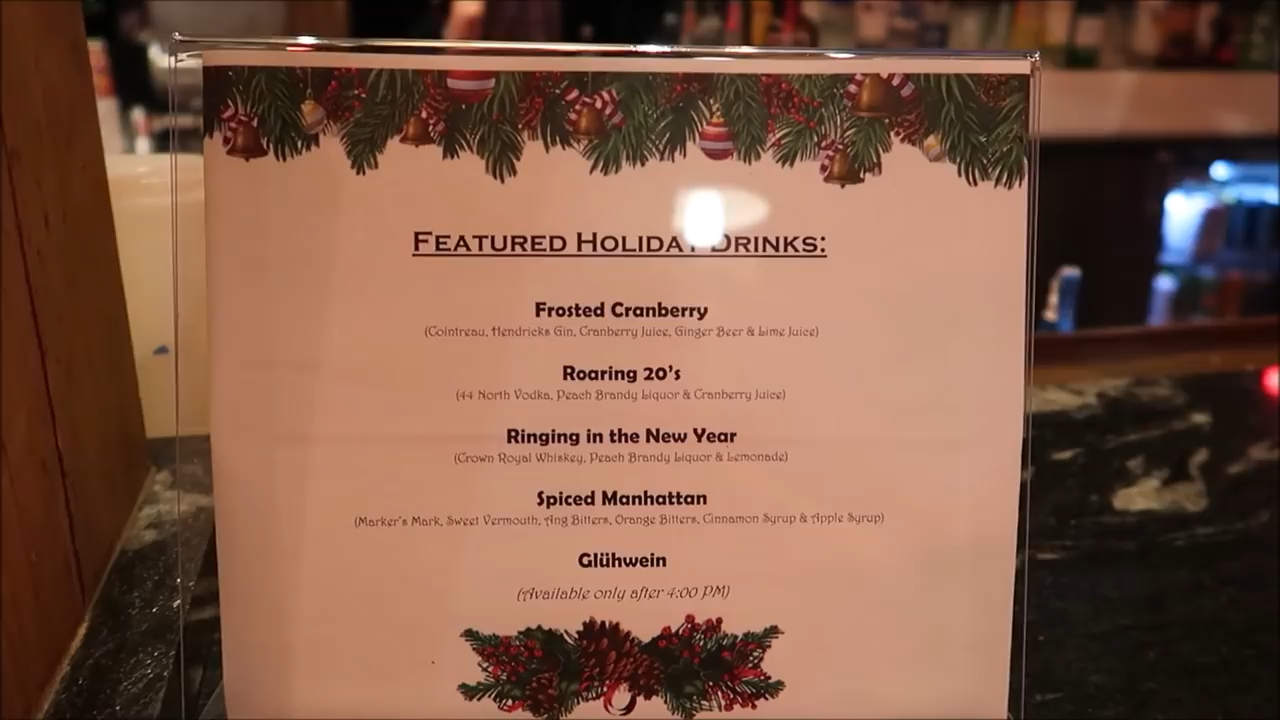 FEATURED HOLIDAY DRINKS:
Frosted Cranberry
(Cointreau, Hendricks Gin, Cranberry Juice, Ginger Beer & Lime Juice)
Roaring 20's
(44 North Vodka, Peach Brandy Liquor & Cranberry Juice)
Ringing in the New Year
(Crown Royal Whiskey, Peach Brandy Liquor & Lemonade)
Spiced Manhattan
(Marker's Mark, Sweet Vermouth, Ang Bitters, Orange Bitters, Cinnamon Syrup & Apple Syrup)
Glühwein
(Available only after 4:00 PM)